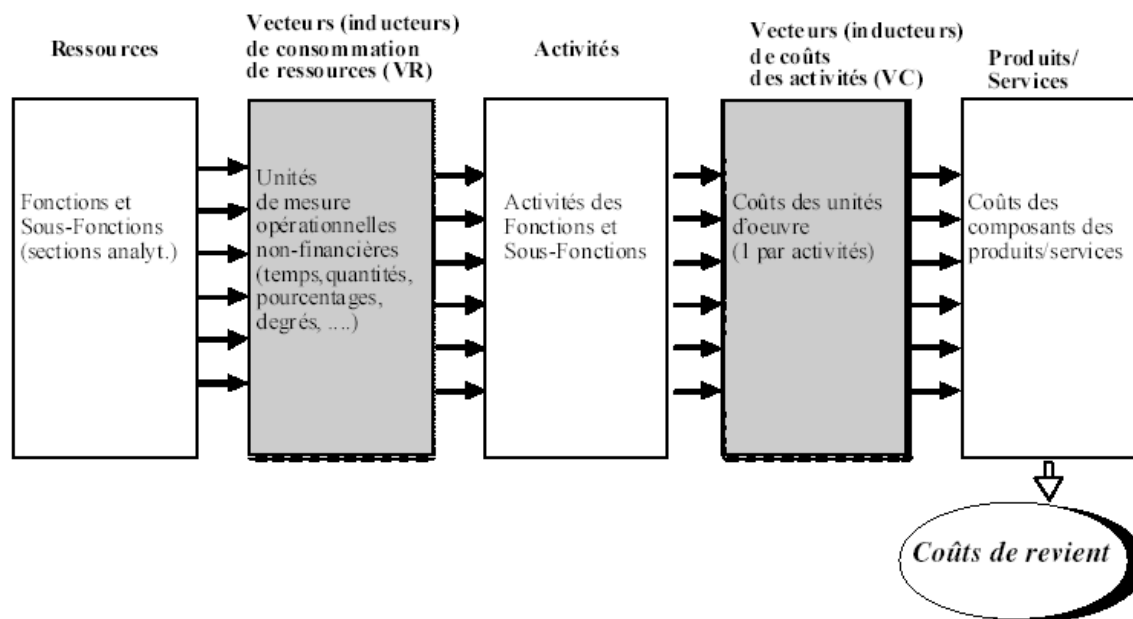 Ressources
Vecteurs (inducteurs)
de consommation
de ressources (VR)
Activités
Vecteurs (inducteurs)
de coûts
des activités (VC)
Produits/
Services
Fonctions et
Sous-Fonctions
(sections analyt.)
Unités
de mesure
opérationnelles
non-financières
(temps,quantités,
pourcentages,
degrés, ....)
Activités des
Fonctions et
Sous-Fonctions
Coûts des unités
d'oeuvre
(1 par activités)
Coûts des
composants des
produits/services
Coûts de revient